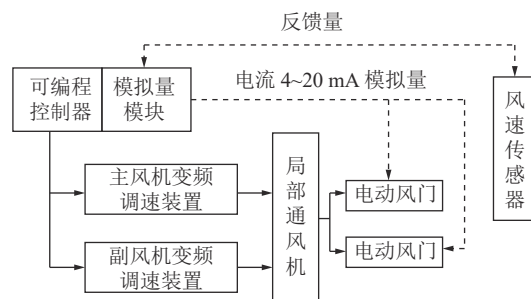 反馈量
可编程
控制器
模拟量
模块
电流 4~20 mA 模拟量
风速传感器
主风机变频
调速装置
局部通风机
电动风门
副风机变频
调速装置
电动风门